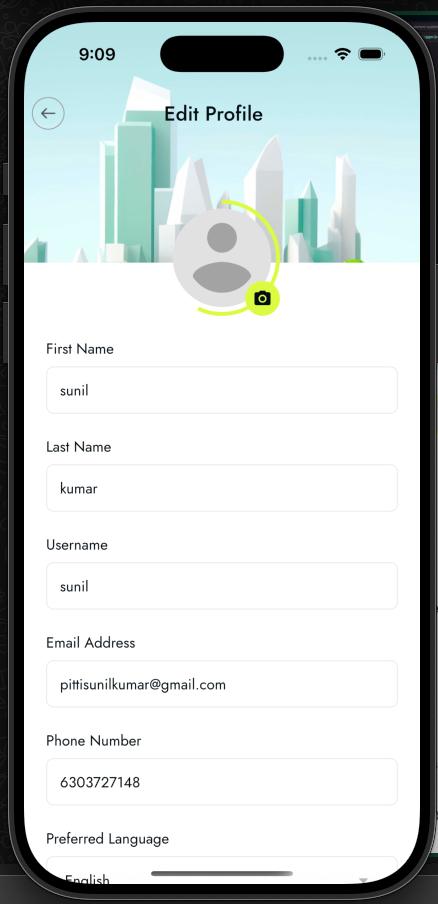 9:09
Edit Profile
First Name
sunil
Last Name
kumar
Username
sunil
Email Address
pittisunilkumar@gmail.com
Phone Number
6303727148
Preferred Language
English